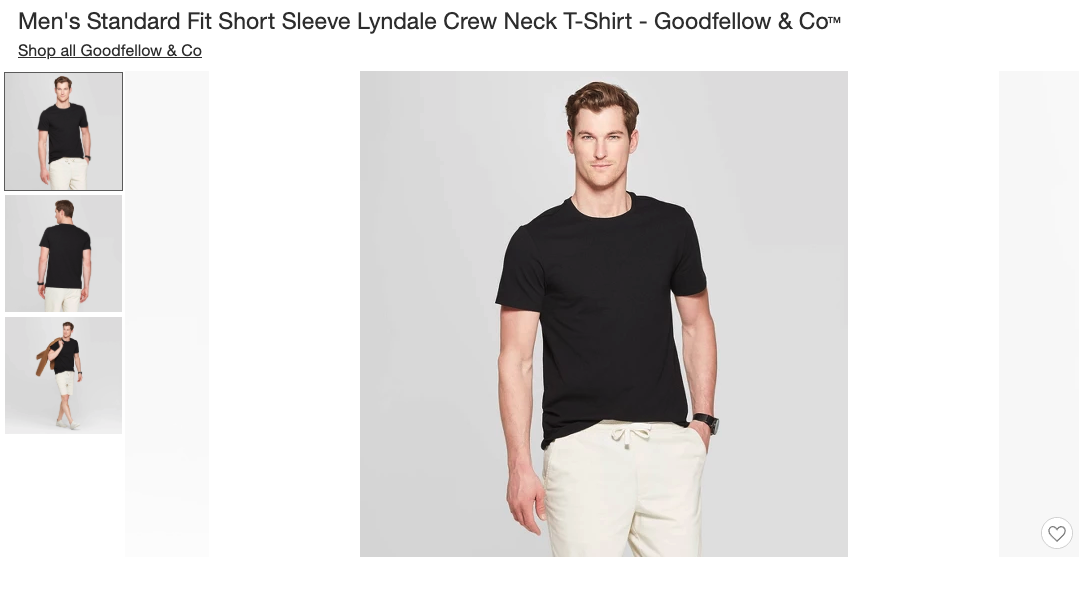 Men's Standard Fit Short Sleeve Lyndale Crew Neck T-Shirt - Goodfellow & Co™
Shop all Goodfellow & Co